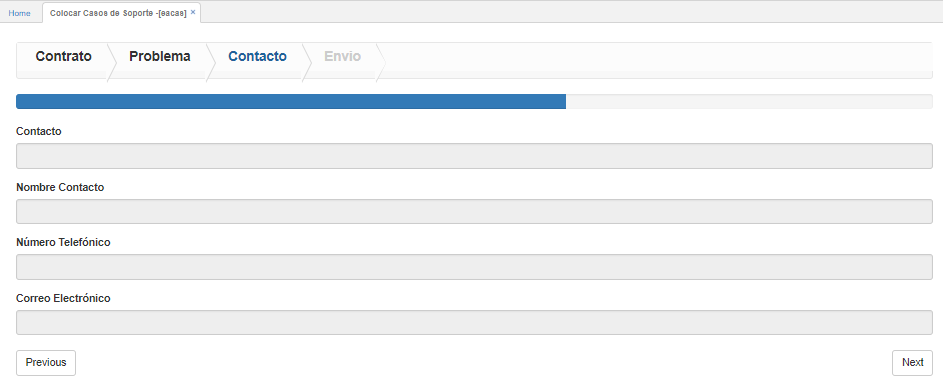 Home Colocar Casos de Soporte -[eacas] ×
Contrato Problema Contacto Envio
Contacto
Nombre Contacto
Número Telefónico
Correo Electrónico
Previous Next